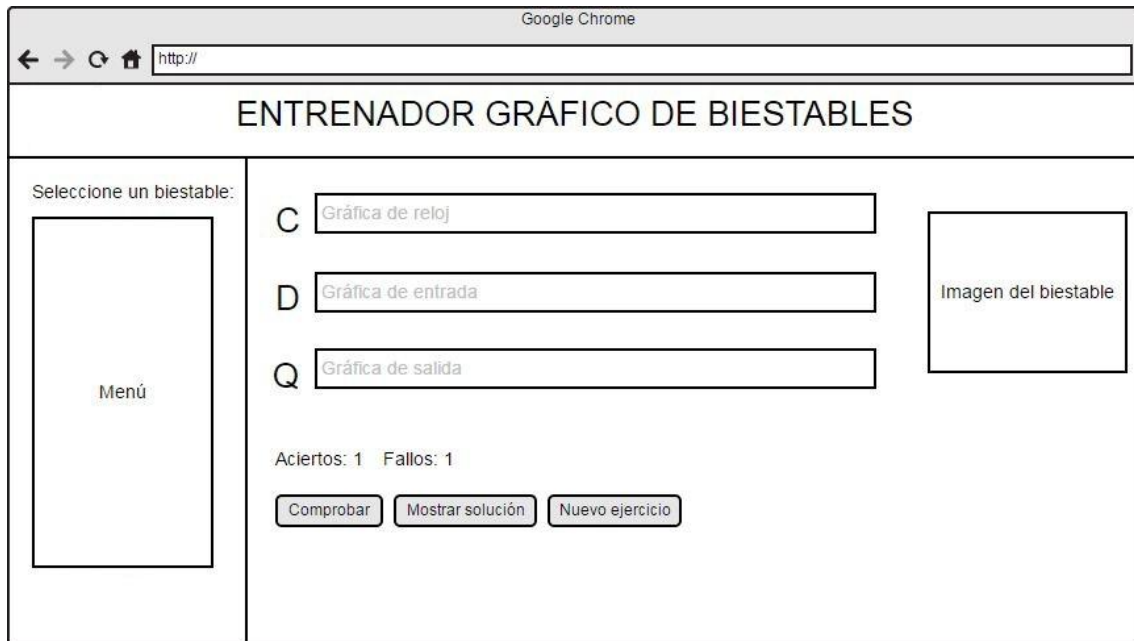 Google Chrome
http://
ENTRENADOR GRÁFICO DE BIESTABLES
Seleccione un biestable:
Menú
C
Gráfica de reloj
D
Gráfica de entrada
Q
Gráfica de salida
Imagen del biestable
Aciertos: 1 Fallos: 1
Comprobar
Mostrar solución
Nuevo ejercicio